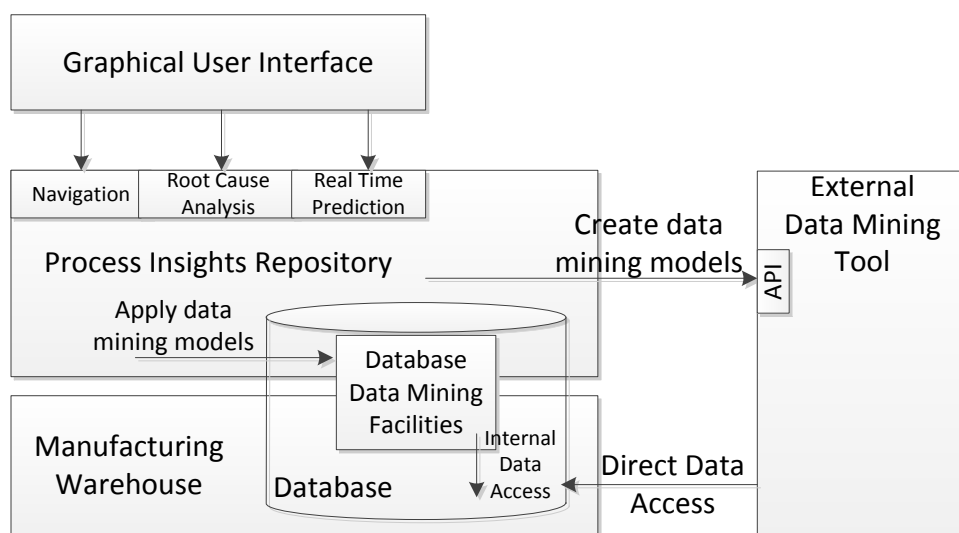 Graphical User Interface
Navigation
Root Cause
Analysis
Real Time
Prediction
Process Insights Repository
Create data
mining models
API
External
Data Mining
Tool
Apply data
mining models
Database
Data Mining
Facilities
Manufacturing
Warehouse
Database
Internal
Data
Access
Direct Data
Access